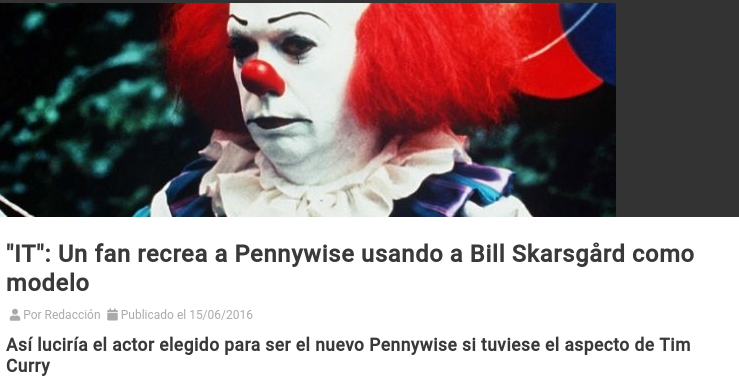 "IT": Un fan recrea a Pennywise usando a Bill Skarsgård como
modelo
Por Redacción Publicado el 15/06/2016
Así luciría el actor elegido para ser el nuevo Pennywise si tuviese el aspecto de Tim
Curry